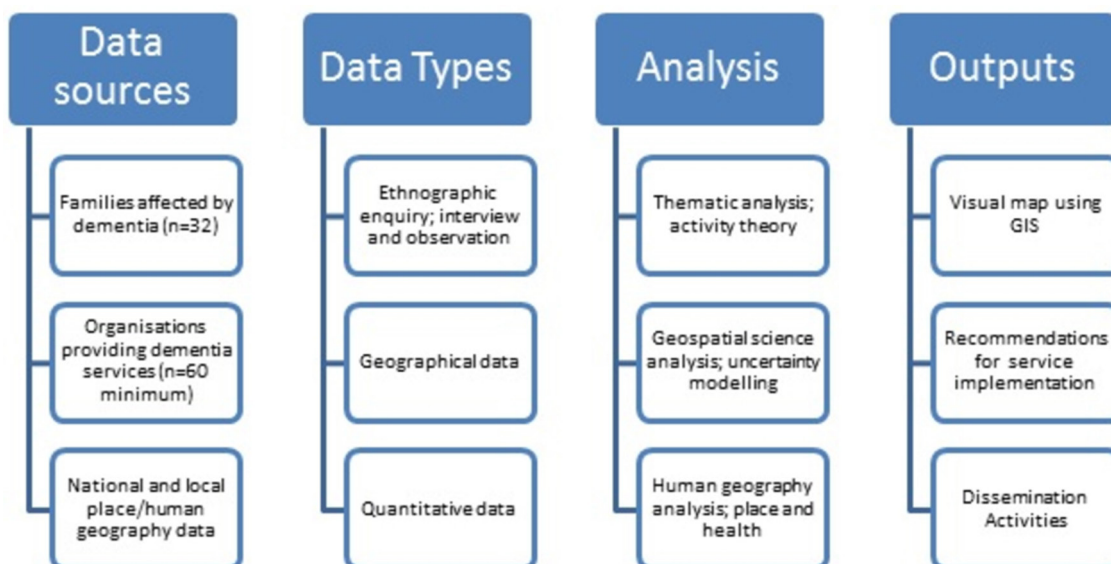 Data
sources
Families affected by
dementia (n=32)
Organisations
providing dementia
services (n=60
minimum)
National and local
place/human
geography data
Data Types
Ethnographic
enquiry; interview
and observation
Geographical data
Quantitative data
Analysis
Thematic analysis;
activity theory
Geospatial science
analysis; uncertainty
modelling
Human geography
analysis; place and
health
Outputs
Visual map using
GIS
Recommendations
for service
implementation
Dissemination
Activities